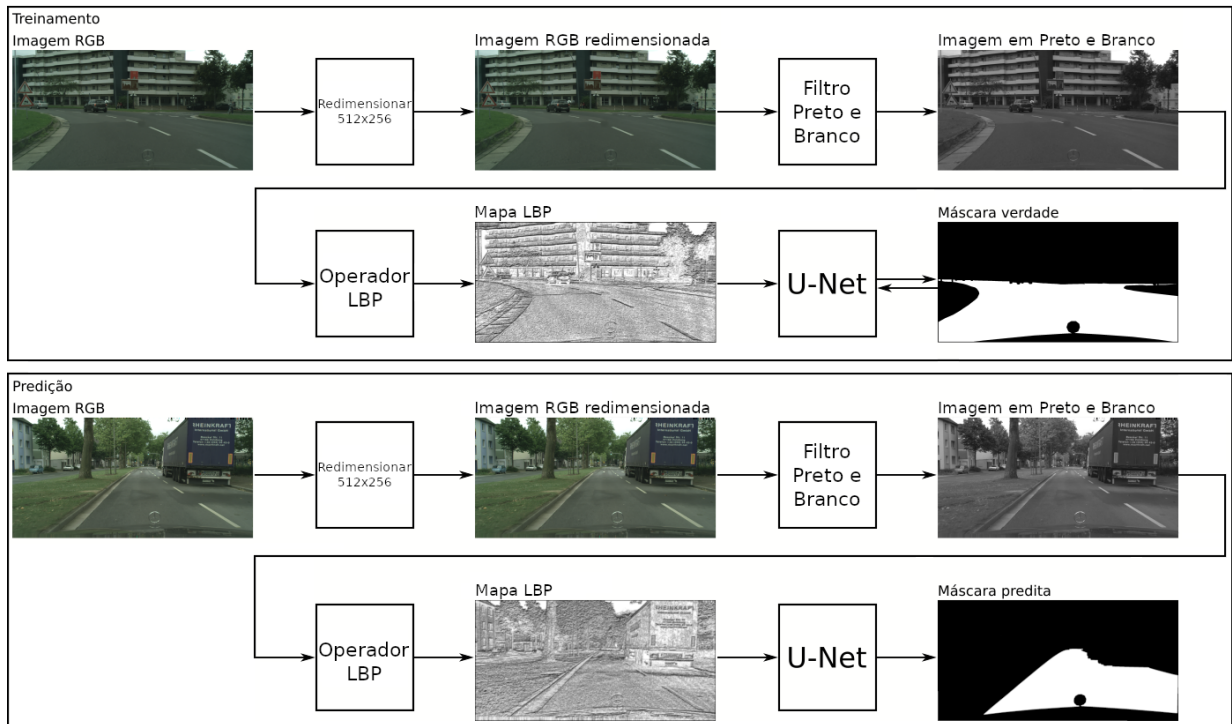 Treinamento
Imagem RGB
Imagem RGB redimensionada
Imagem em Preto e Branco
Redimensionar
512x256
Filtro
Preto e
Branco
Mapa LBP
Máscara verdade
Operador
LBP
U-Net
Predição
Imagem RGB
Imagem RGB redimensionada
Imagem em Preto e Branco
Redimensionar
512x256
Filtro
Preto e
Branco
Mapa LBP
Máscara predita
Operador
LBP
U-Net